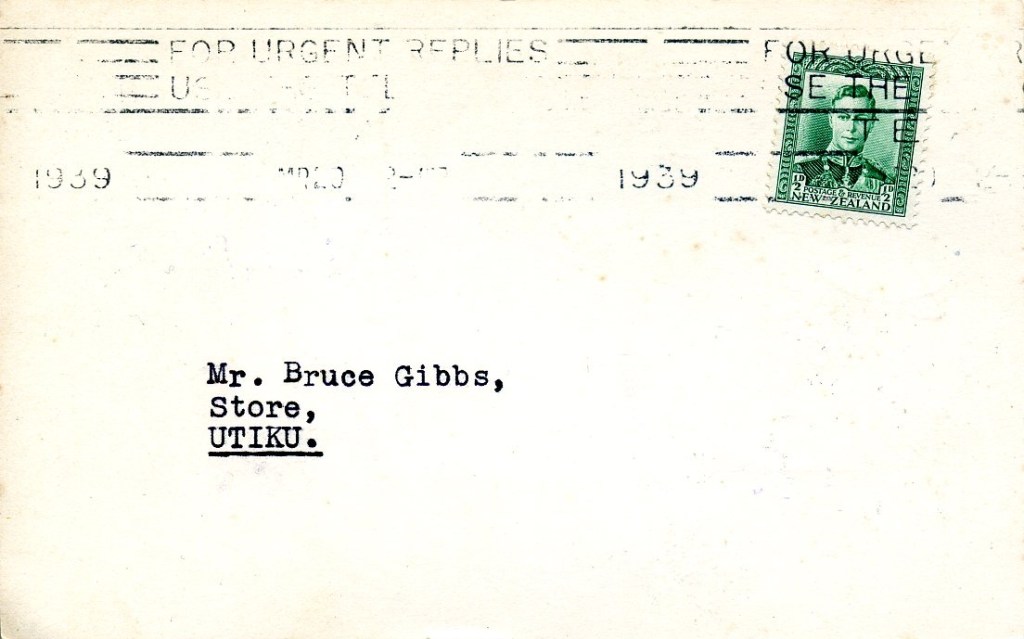 FOR URGENT REPLIES
FOR
SE THE
1939
1939
½D POSTAGE & REVENUE ½D
NEW ZEALAND
Mr. Bruce Gibbs,
Store,
UTIKU.